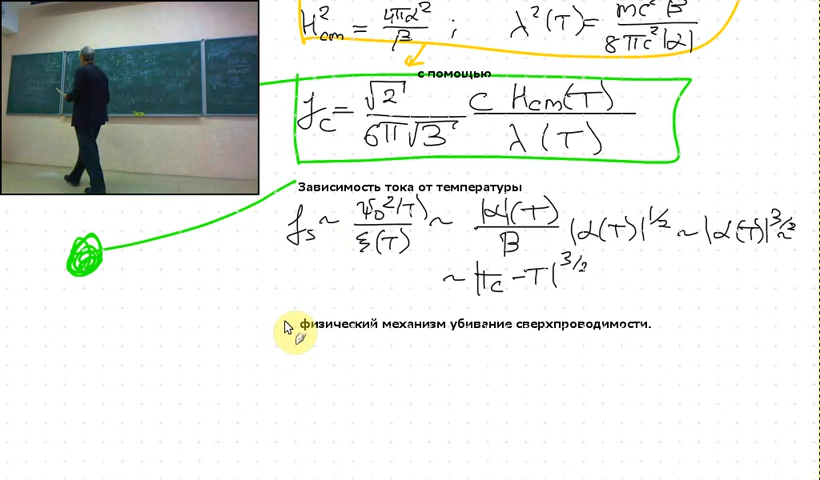 H²cm = 4πα²/β ; λ²(T) = mc²β/8πe²|α|
с помощью
jc = √2/6π√3 c Hcm(T)/λ(T)
Зависимость тока от температуры
js ~ ψ0²(T)/ξ(T) ~ |α|(T)/β |α(T)|^1/2 ~ |α(T)|^3/2 ~
~ |Tc - T|^3/2
физический механизм убивание сверхпроводимости.